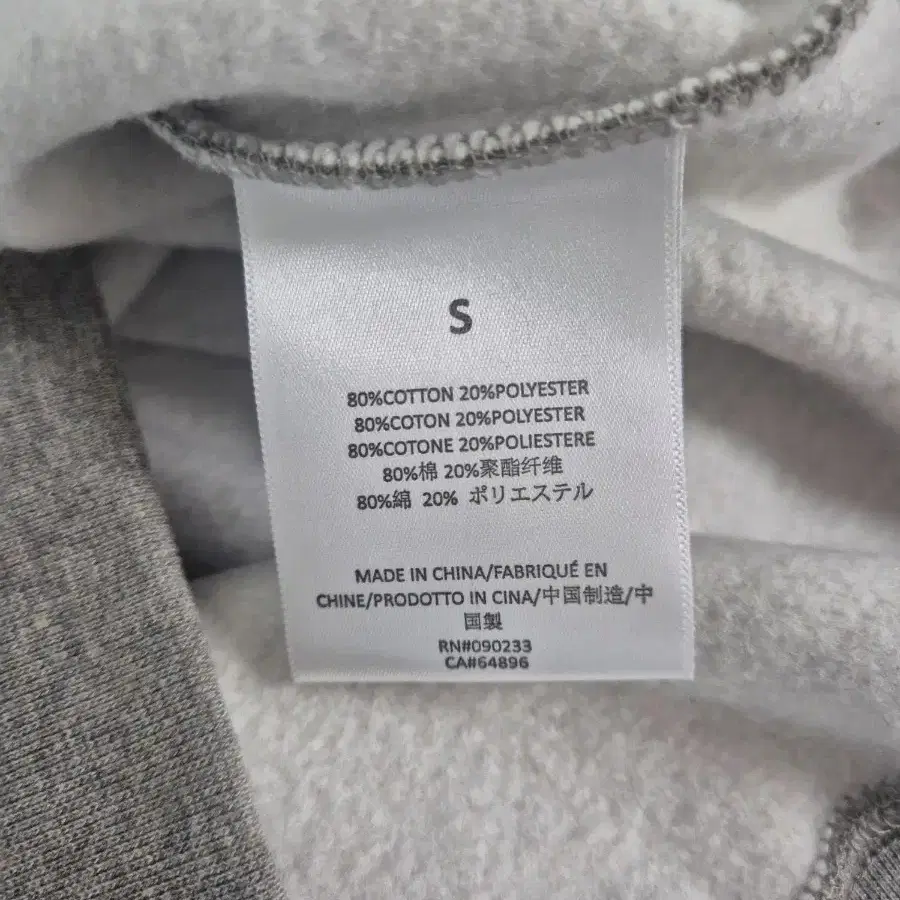 S
80%COTTON 20%POLYESTER
80%COTON 20%POLYESTER
80%COTONE 20%POLIESTERE
80%棉 20%聚酯纤维
80%綿 20% ポリエステル
MADE IN CHINA/FABRIQUÉ EN
CHINE/PRODOTTO IN CINA/中国制造/中
国製
RN#090233
CA#64896